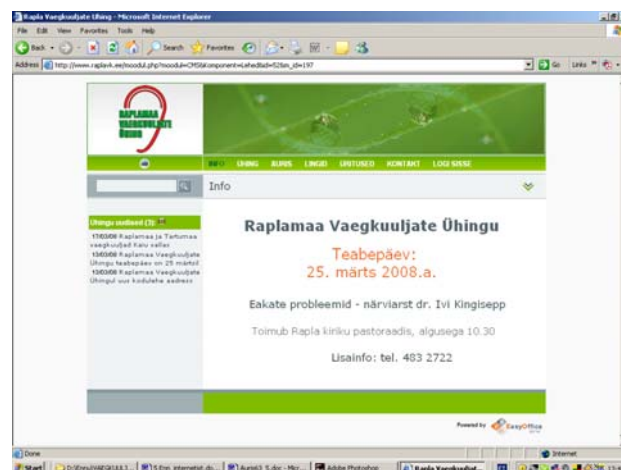 Rapla Vaegkuuljate Ühing - Microsoft Internet Explorer
File Edit View Favorites Tools Help
Back Search Favorites
Address Go Links
RAPLAMAA
VAEGKUULJATE
ÜHING
INFO ÜHING AURIS LINGID ÜRITUSED KONTAKT LOGI SISSE
Info
Ühingu uudised (3):
17/03/08 Raplamaa ja Tartumaa
vaegkuuljad Kaiu vallas
13/03/08 Raplamaa Vaegkuuljate
Ühingu teabepäev on 25 märtsil
13/03/08 Raplamaa Vaegkuuljate
Ühingul uus kodulehe aadress
Raplamaa Vaegkuuljate Ühingu
Teabepäev:
25. märts 2008.a.
Eakate probleemid - närviarst dr. Ivi Kingisepp
Toimub Rapla kiriku pastoraadis, algusega 10.30
Lisainfo: tel. 483 2722
Powered by EasyOffice
Done Internet
Start Adobe Photoshop Rapla Vaegkuuljat...